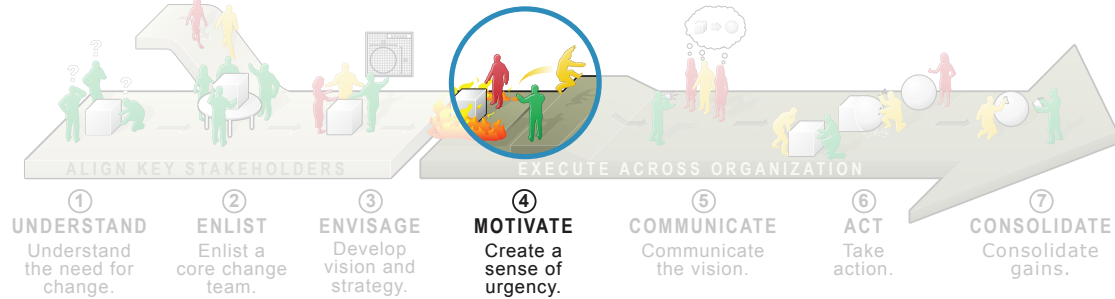 ?
?
?
ALIGN KEY STAKEHOLDERS
EXECUTE ACROSS ORGANIZATION
1
UNDERSTAND
Understand
the need for
change.
2
ENLIST
Enlist a
core change
team.
3
ENVISAGE
Develop
vision and
strategy.
4
MOTIVATE
Create a
sense of
urgency.
5
COMMUNICATE
Communicate
the vision.
6
ACT
Take
action.
7
CONSOLIDATE
Consolidate
gains.